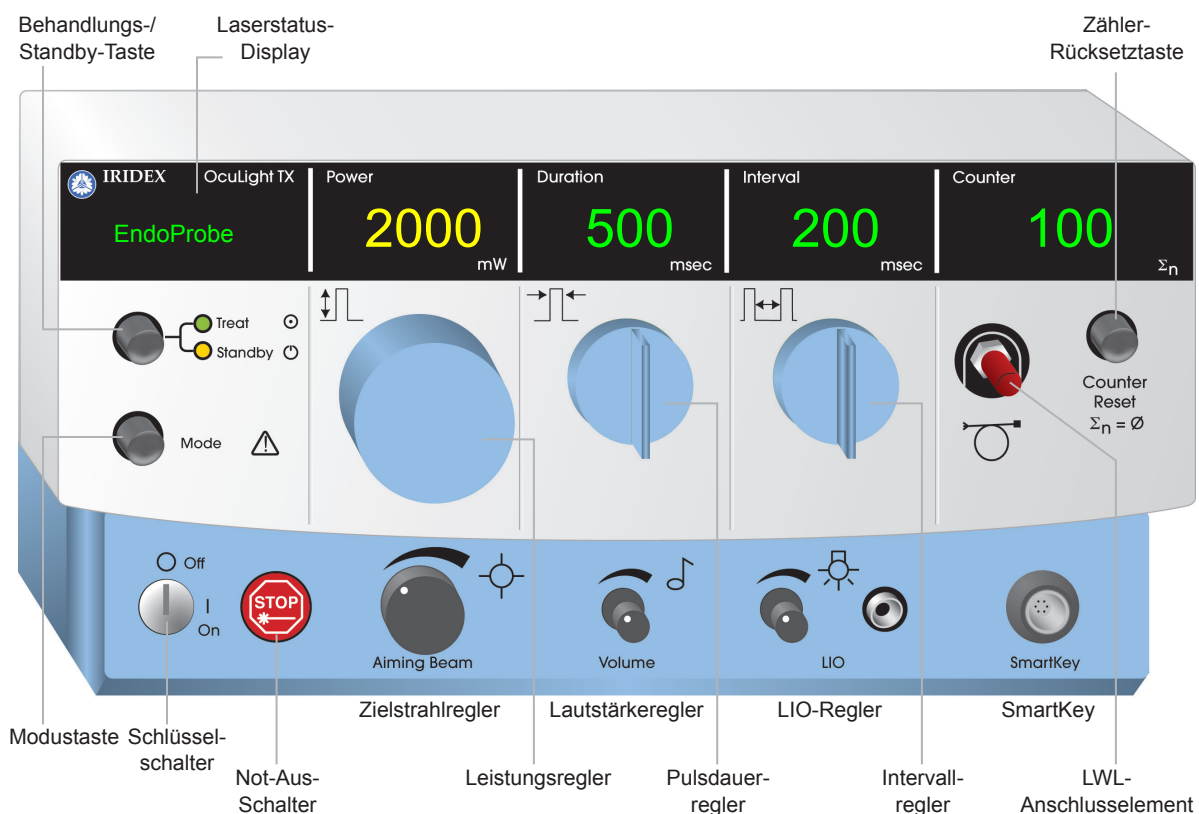 Behandlungs-/
Standby-Taste
Laserstatus-
Display
Zähler-
Rücksetztaste
IRIDEX OcuLight TX
EndoProbe
Power
2000
mW
Duration
500
msec
Interval
200
msec
Counter
100
Σn
Treat
Standby
Mode
Counter
Reset
Σn = Ø
Off
I
On
STOP
Aiming Beam
Volume
LIO
SmartKey
Zielstrahlregler
Lautstärkeregler
LIO-Regler
SmartKey
Modustaste
Schlüssel-
schalter
Not-Aus-
Schalter
Leistungsregler
Pulsdauer-
regler
Intervall-
regler
LWL-
Anschlusselement